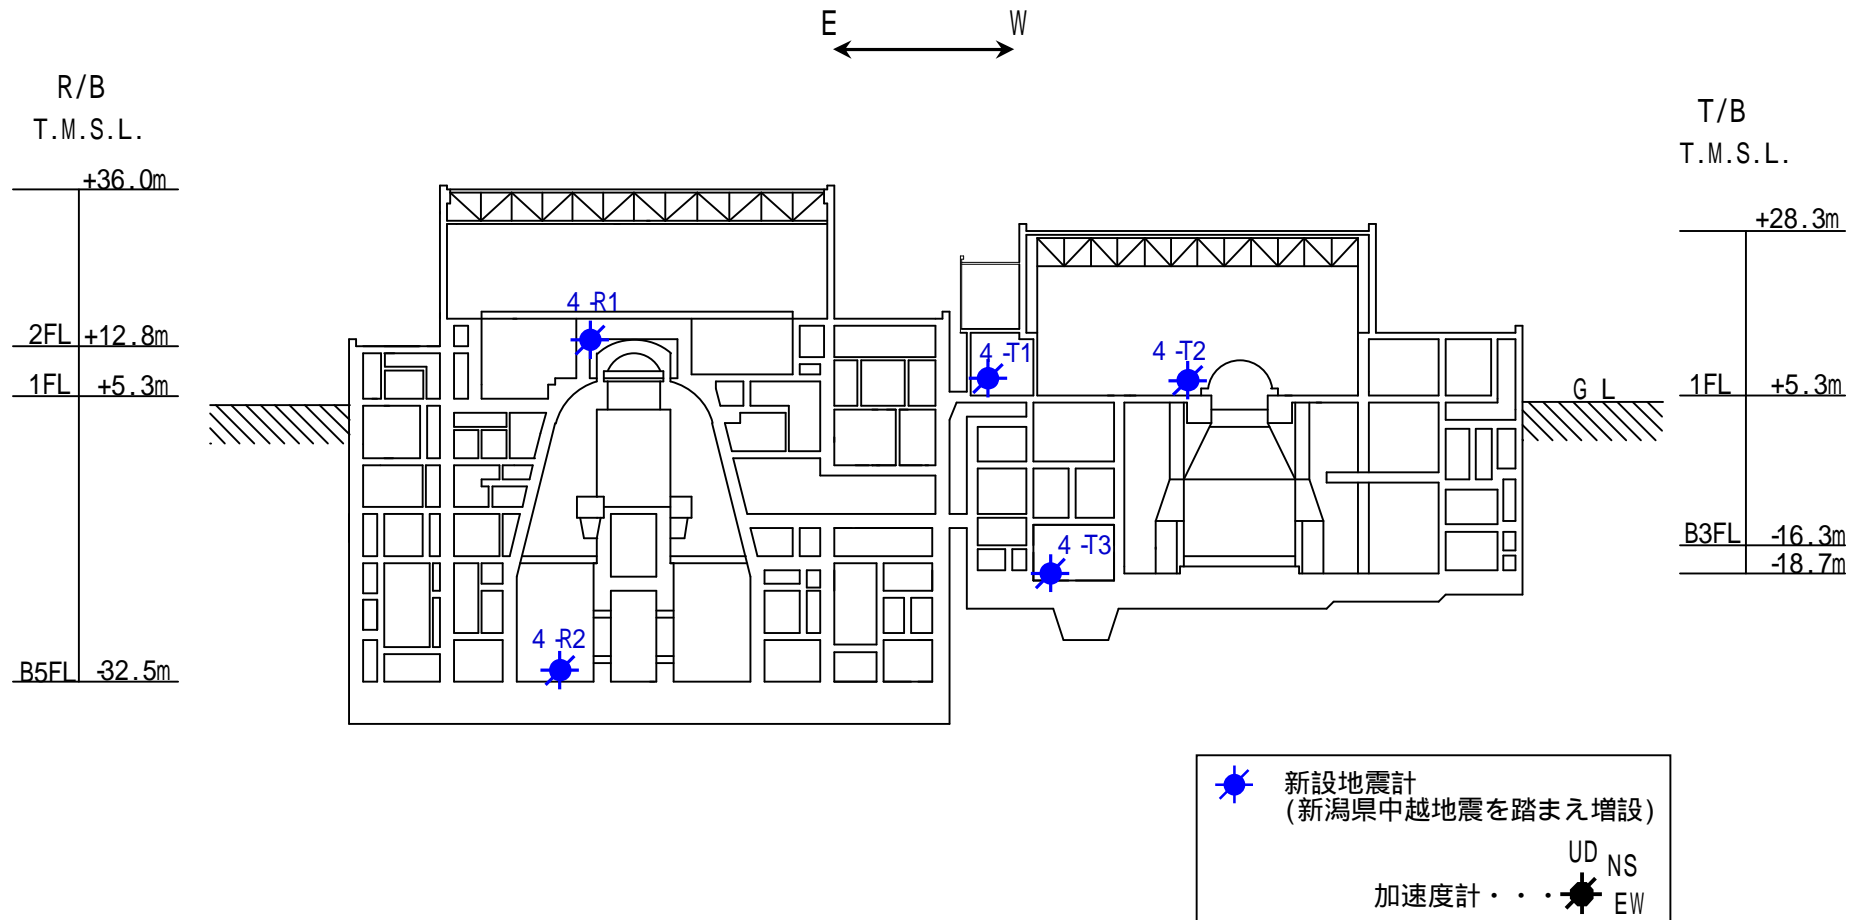 E W
R/B
T.M.S.L.
+36.0m
2FL +12.8m
1FL +5.3m
B5FL -32.5m
4-R1
4-R2
4-T1
4-T2
4-T3
T/B
T.M.S.L.
+28.3m
G L
1FL +5.3m
B3FL -16.3m
-18.7m
新設地震計
(新潟県中越地震を踏まえ増設)
UD
NS
加速度計・・・
EW